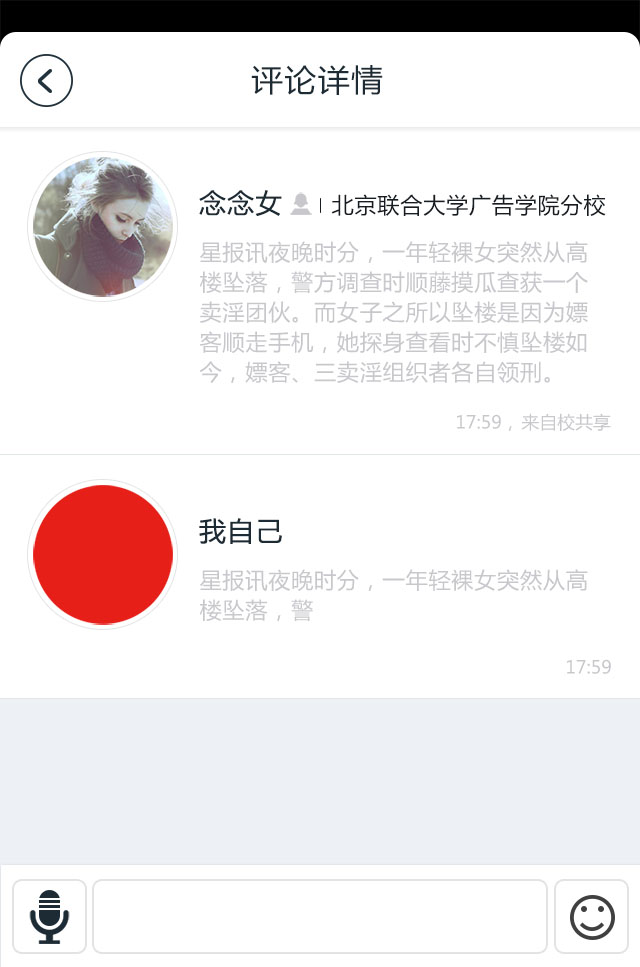 评论详情
念念女 | 北京联合大学广告学院分校
星报讯夜晚时分，一年轻裸女突然从高
楼坠落，警方调查时顺藤摸瓜查获一个
卖淫团伙。而女子之所以坠楼是因为嫖
客顺走手机，她探身查看时不慎坠楼如
今，嫖客、三卖淫组织者各自领刑。
17:59，来自校共享
我自己
星报讯夜晚时分，一年轻裸女突然从高
楼坠落，警
17:59